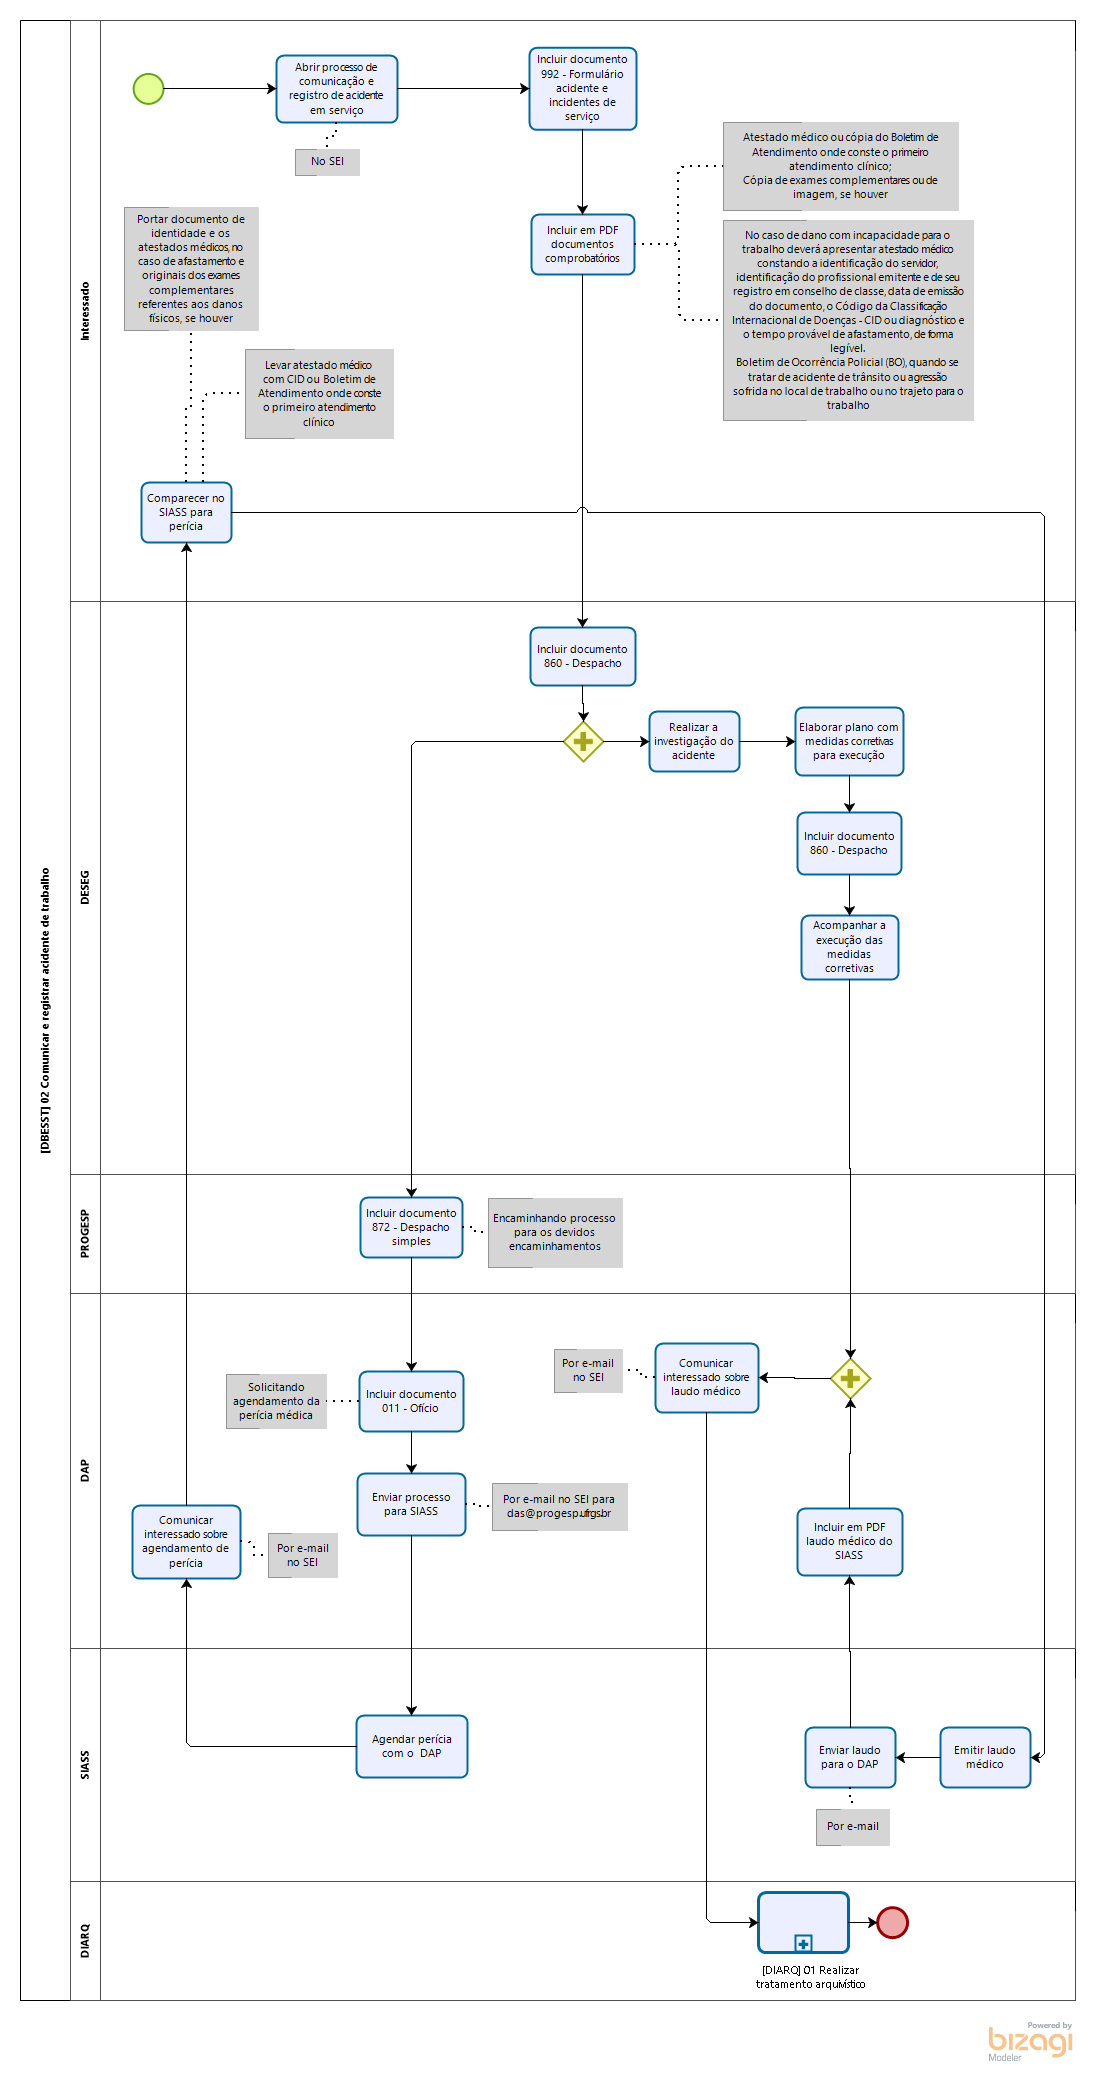 [DBESST] 02 Comunicar e registrar acidente de trabalho
Interessado
Abrir processo de
comunicação e
registro de acidente
em serviço
No SEI
Incluir documento
992 - Formulário
acidente e
incidentes de
serviço
Incluir em PDF
documentos
comprobatórios
Atestado médico ou cópia do Boletim de
Atendimento onde conste o primeiro
atendimento clínico;
Cópia de exames complementares ou de
imagem, se houver
No caso de dano com incapacidade para o
trabalho deverá apresentar atestado médico
constando a identificação do servidor,
identificação do profissional emitente e de seu
registro em conselho de classe, data de emissão
do documento, o Código da Classificação
Internacional de Doenças - CID ou diagnóstico e
o tempo provável de afastamento, de forma
legível.
Boletim de Ocorrência Policial (BO), quando se
tratar de acidente de trânsito ou agressão
sofrida no local de trabalho ou no trajeto para o
trabalho
Portar documento de
identidade e os
atestados médicos, no
caso de afastamento e
originais dos exames
complementares
referentes aos danos
físicos, se houver
Levar atestado médico
com CID ou Boletim de
Atendimento onde conste
o primeiro atendimento
clínico
Comparecer no
SIASS para
perícia
DESEG
Incluir documento
860 - Despacho
Realizar a
investigação do
acidente
Elaborar plano com
medidas corretivas
para execução
Incluir documento
860 - Despacho
Acompanhar a
execução das
medidas
corretivas
PROGESP
Incluir documento
872 - Despacho
simples
Encaminhando processo
para os devidos
encaminhamentos
DAP
Por e-mail
no SEI
Comunicar
interessado sobre
laudo médico
Solicitando
agendamento da
perícia médica
Incluir documento
011 - Ofício
Enviar processo
para SIASS
Por e-mail no SEI para
das@progesp.ufrgs.br
Comunicar
interessado sobre
agendamento de
perícia
Por e-mail
no SEI
Incluir em PDF
laudo médico do
SIASS
SIASS
Agendar perícia
com o DAP
Enviar laudo
para o DAP
Emitir laudo
médico
Por e-mail
DIARQ
[DIARQ] 01 Realizar
tratamento arquivístico
Powered by
bizagi
Modeler